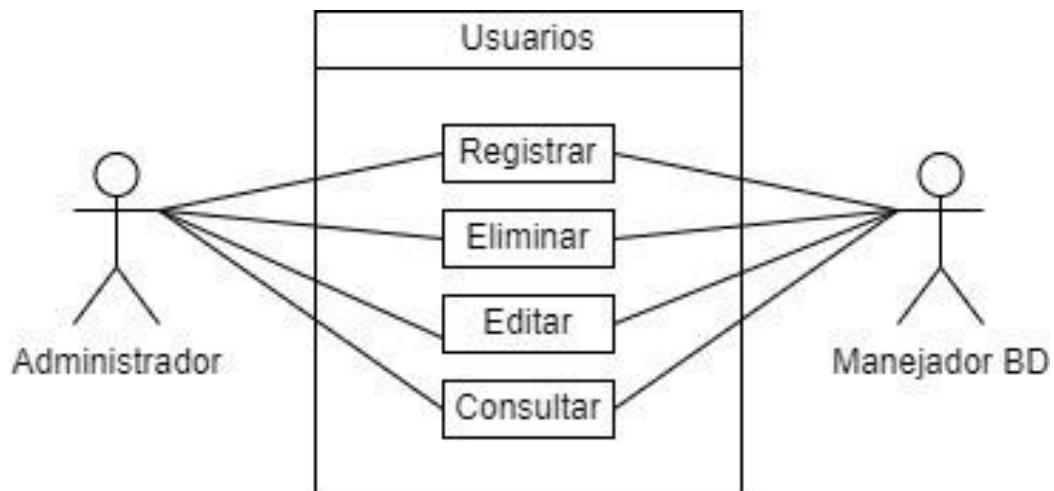 Usuarios
Registrar
Eliminar
Editar
Consultar
Administrador
Manejador BD